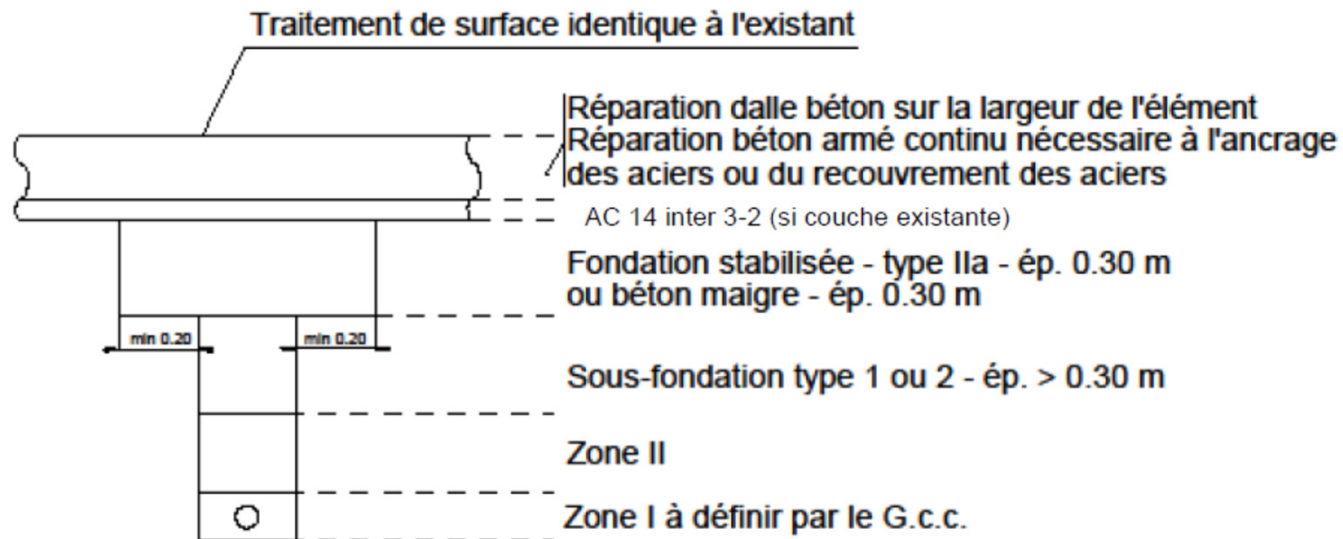 Traitement de surface identique à l'existant
Réparation dalle béton sur la largeur de l'élément
Réparation béton armé continu nécessaire à l'ancrage
des aciers ou du recouvrement des aciers
AC 14 inter 3-2 (si couche existante)
Fondation stabilisée - type IIa - ép. 0.30 m
ou béton maigre - ép. 0.30 m
min 0.20
min 0.20
Sous-fondation type 1 ou 2 - ép. > 0.30 m
Zone II
Zone I à définir par le G.c.c.